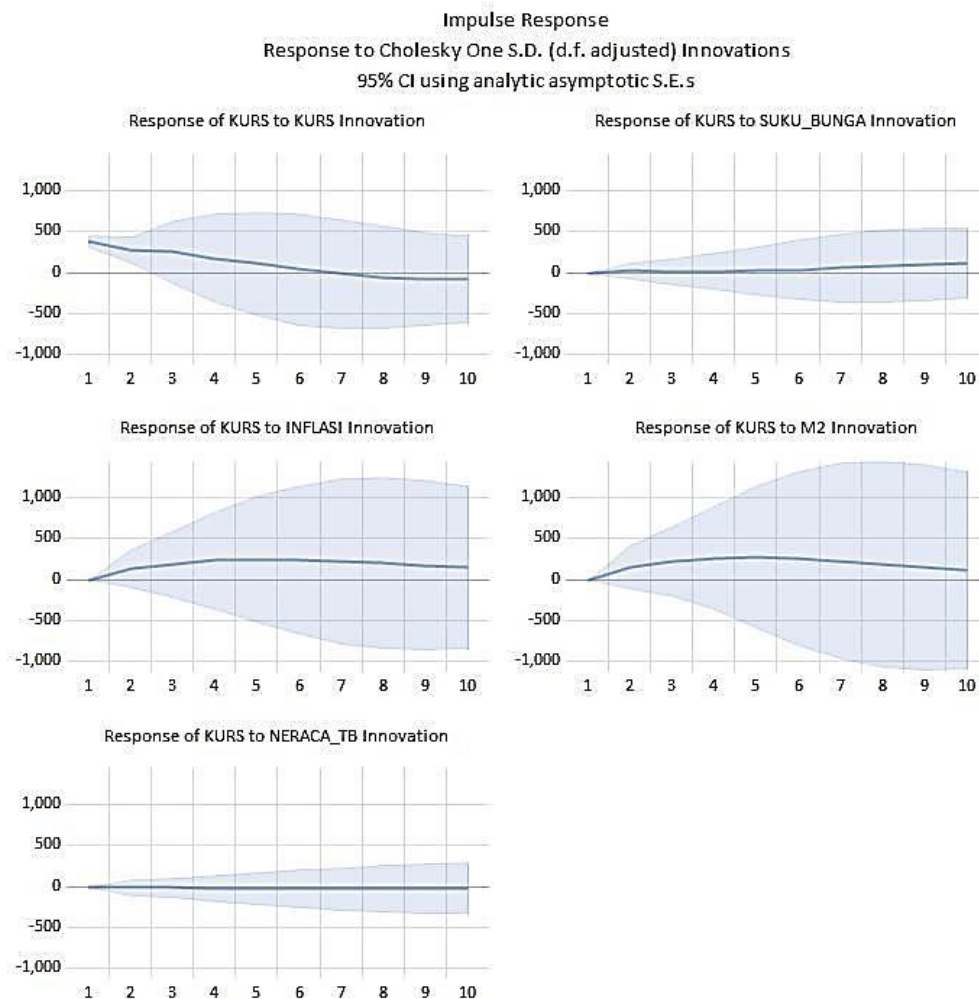 Impulse Response
Response to Cholesky One S.D. (d.f. adjusted) Innovations
95% CI using analytic asymptotic S.E.s
Response of KURS to KURS Innovation
1,000
500
0
-500
-1,000
1 2 3 4 5 6 7 8 9 10
Response of KURS to SUKU_BUNGA Innovation
1,000
500
0
-500
-1,000
1 2 3 4 5 6 7 8 9 10
Response of KURS to INFLASI Innovation
1,000
500
0
-500
-1,000
1 2 3 4 5 6 7 8 9 10
Response of KURS to M2 Innovation
1,000
500
0
-500
-1,000
1 2 3 4 5 6 7 8 9 10
Response of KURS to NERACA_TB Innovation
1,000
500
0
-500
-1,000
1 2 3 4 5 6 7 8 9 10